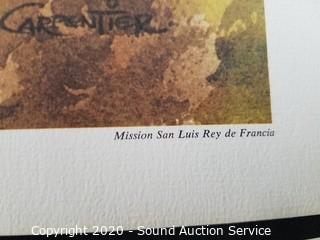 CARPENTIER
Mission San Luis Rey de Francia
Copyright 2020 - Sound Auction Service